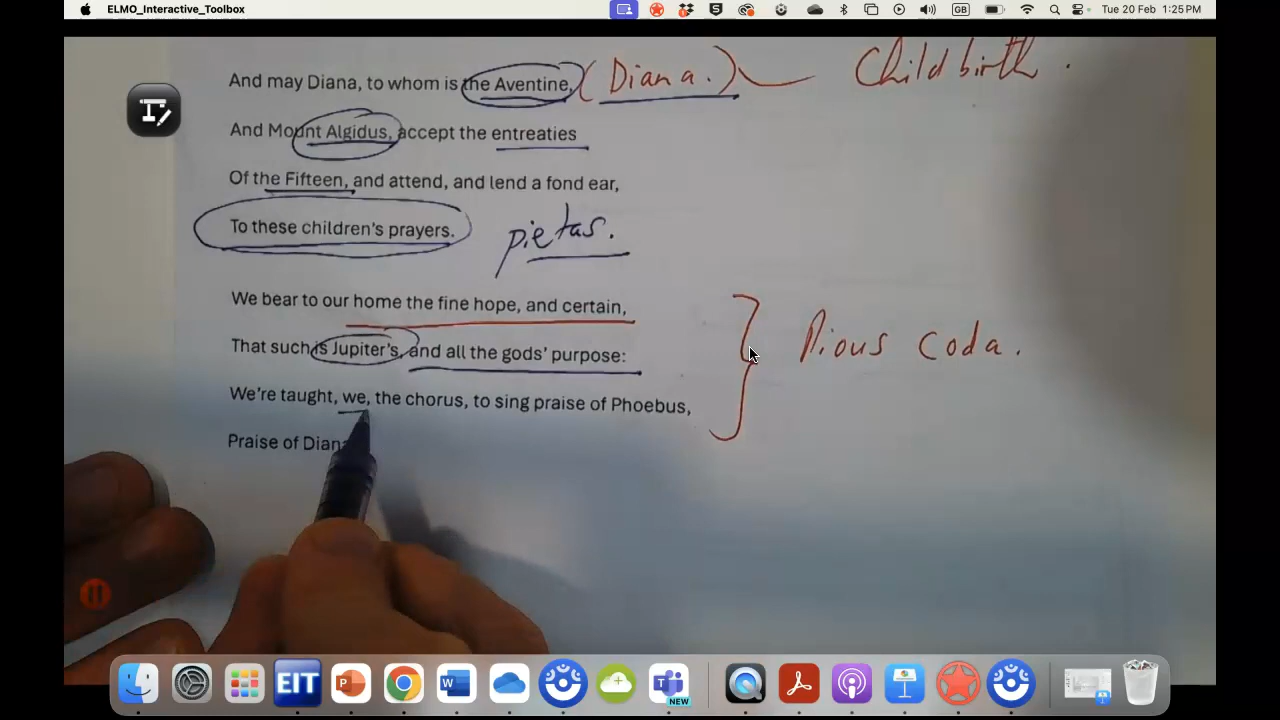 ELMO_Interactive_Toolbox
GB
Tue 20 Feb 1:25 PM
And may Diana, to whom is the Aventine, (Diana.) Childbirth.
And Mount Algidus, accept the entreaties
Of the Fifteen, and attend, and lend a fond ear,
To these children's prayers. pietas.
We bear to our home the fine hope, and certain,
That such is Jupiter's, and all the gods' purpose: Pious Coda.
We're taught, we, the chorus, to sing praise of Phoebus,
Praise of Diana
EIT
P
W
T
NEW